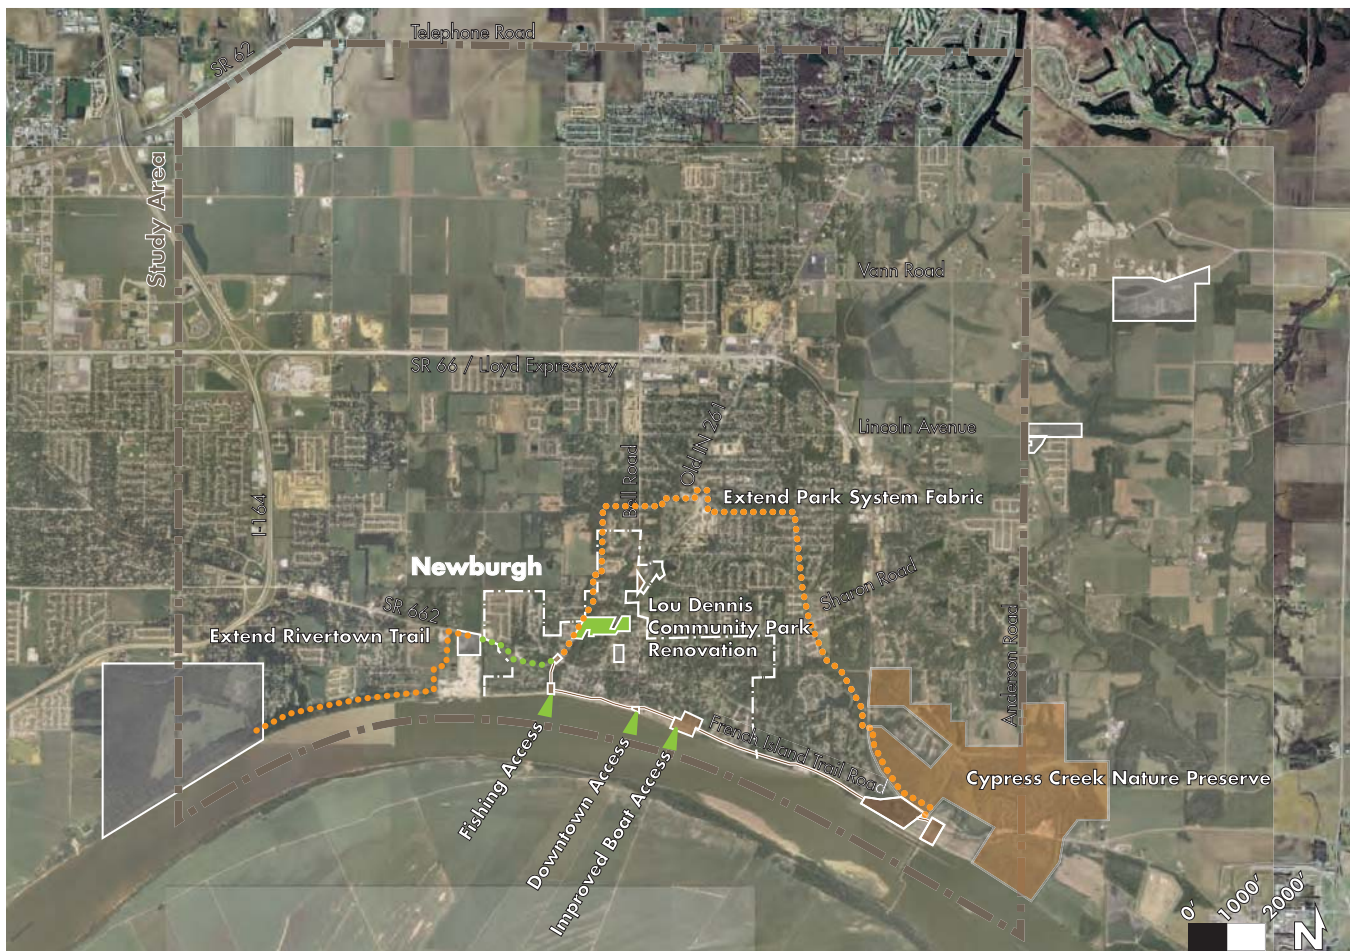 Telephone Road
SR 62
Study Area
Vann Road
SR 66 / Lloyd Expressway
Old IN 261
Lincoln Avenue
Bell Road
I-164
Extend Park System Fabric
Newburgh
SR 662
Sharon Road
Lou Dennis
Community Park
Renovation
Extend Rivertown Trail
Anderson Road
French Island Trail Road
Cypress Creek Nature Preserve
Fishing Access
Downtown Access
Improved Boat Access
0'
1000'
2000'
N